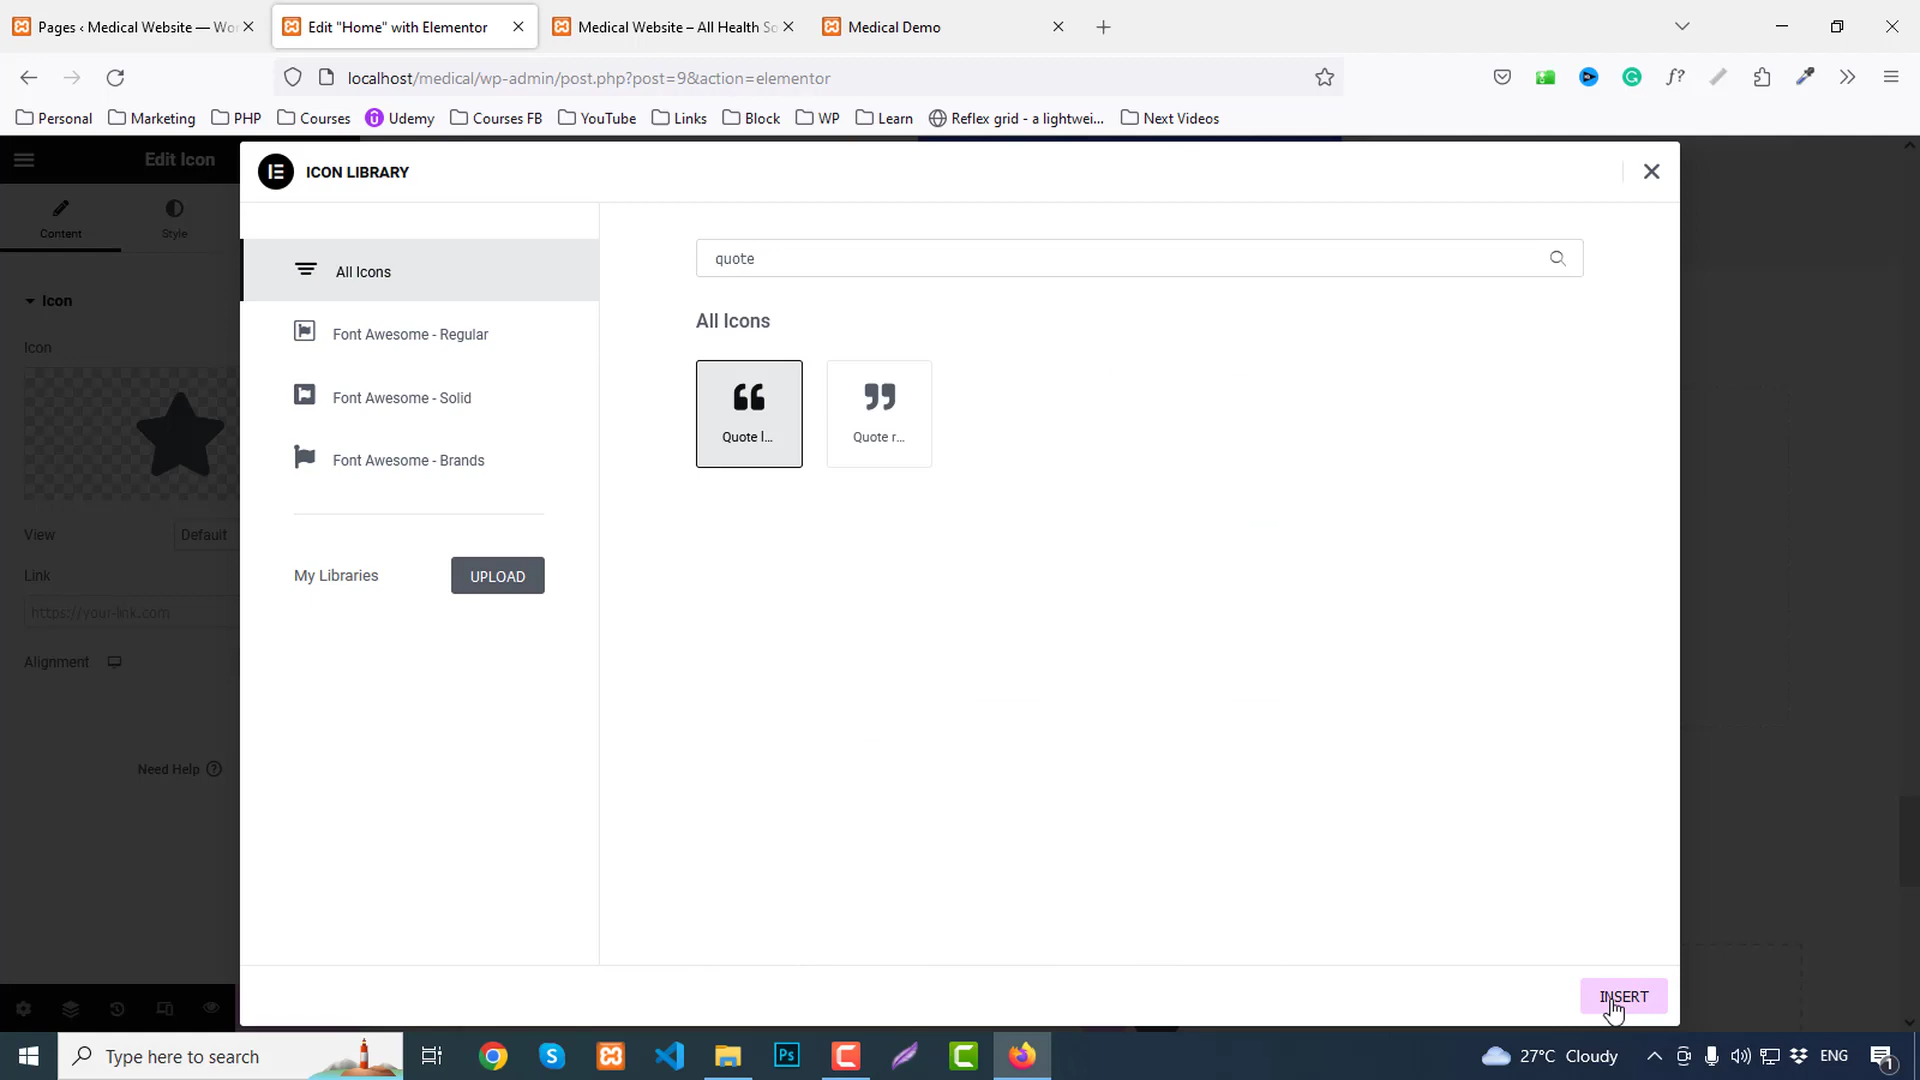 Pages ‹ Medical Website — Wo
Edit "Home" with Elementor
Medical Website – All Health So
Medical Demo
localhost/medical/wp-admin/post.php?post=9&action=elementor
Personal
Marketing
PHP
Courses
Udemy
Courses FB
YouTube
Links
Block
WP
Learn
Reflex grid - a lightwei...
Next Videos
Edit Icon
Content
Style
Icon
Icon
View
Default
Link
https://your-link.com
Alignment
Need Help
ICON LIBRARY
All Icons
Font Awesome - Regular
Font Awesome - Solid
Font Awesome - Brands
My Libraries
UPLOAD
quote
All Icons
Quote l...
Quote r...
INSERT
Type here to search
Ps
27°C Cloudy
ENG
1